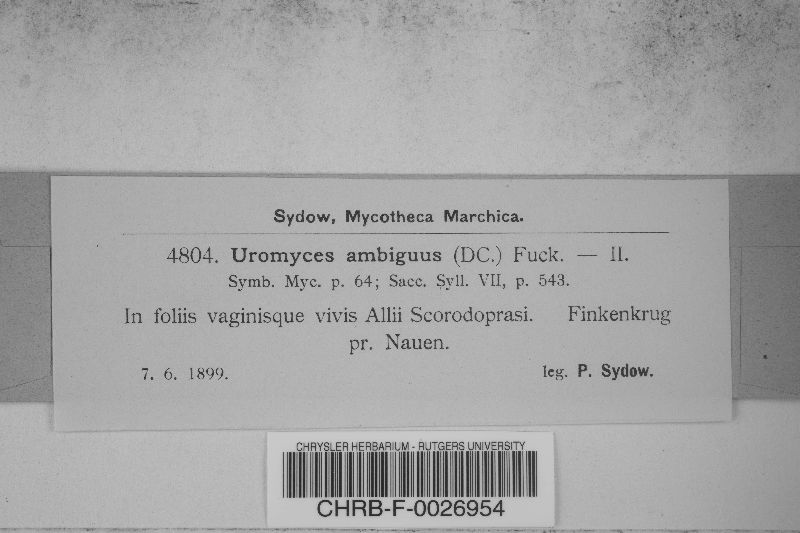 Sydow, Mycotheca Marchica.
4804. Uromyces ambiguus (DC.) Fuck. — II.
Symb. Myc. p. 64; Sacc. Syll. VII, p. 543.
In foliis vaginisque vivis Allii Scorodoprasi. Finkenkrug
pr. Nauen.
7. 6. 1899. leg. P. Sydow.
CHRYSLER HERBARIUM - RUTGERS UNIVERSITY
CHRB-F-0026954